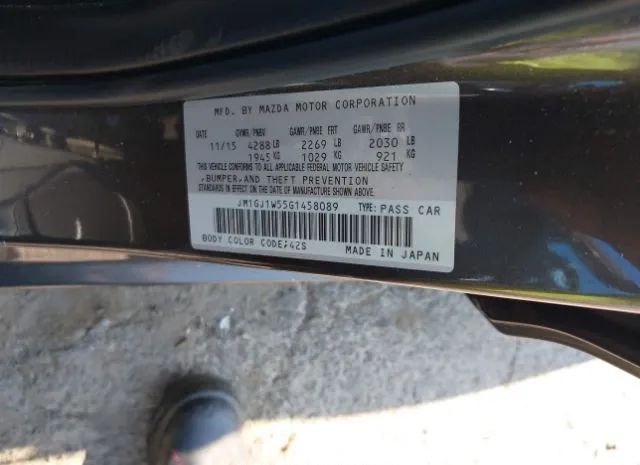 MFD. BY MAZDA MOTOR CORPORATION
DATE GVWR/PNBV GAWR/PNBE FRT GAWR/PNBE RR
11/15 4288 LB 2269 LB 2030 LB
1945 KG 1029 KG 921 KG
THIS VEHICLE CONFORMS TO ALL APPLICABLE FEDERAL MOTOR VEHICLE SAFETY
,BUMPER,AND THEFT PREVENTION
STANDARDS IN EFFECT ON THE DATE OF MANUFACTURE SHOWN ABOVE.
JM1GJ1W55G1458089 TYPE: PASS CAR
BODY COLOR CODE/42S MADE IN JAPAN